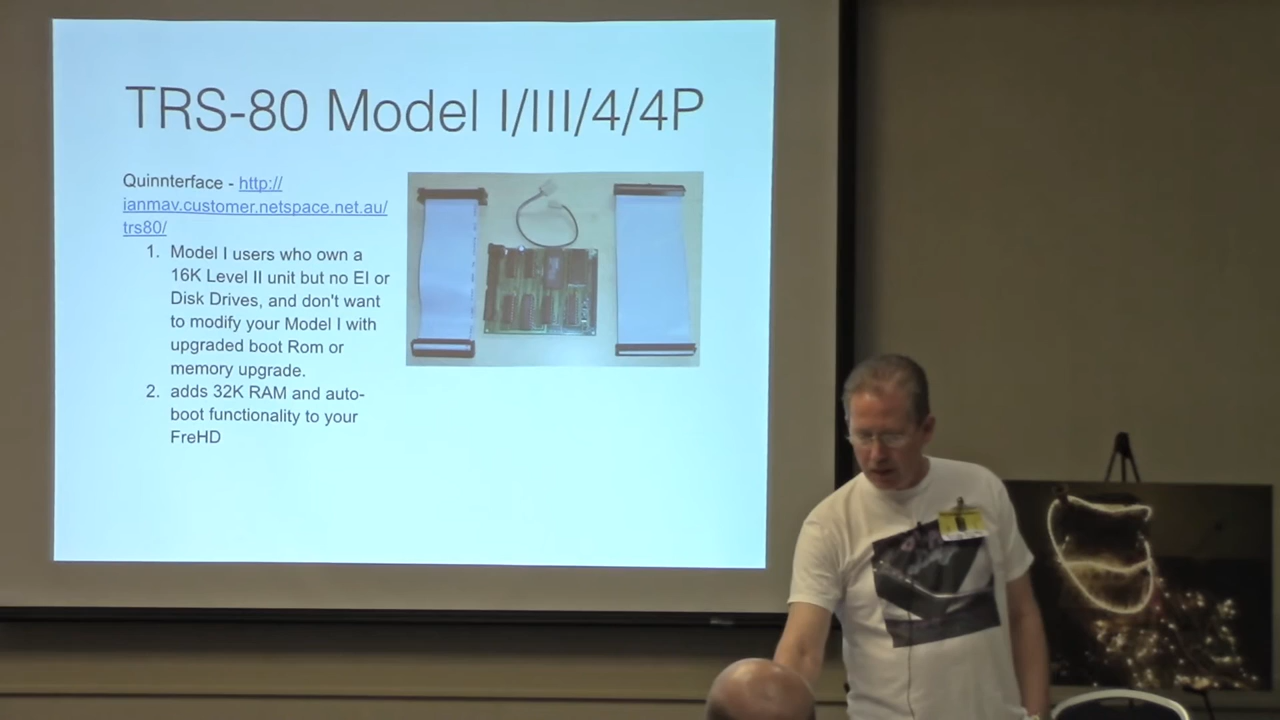 TRS-80 Model I/III/4/4P
Quinnterface - http://
ianmav.customer.netspace.net.au/
trs80/
1. Model I users who own a
16K Level II unit but no EI or
Disk Drives, and don't want
to modify your Model I with
upgraded boot Rom or
memory upgrade.
2. adds 32K RAM and auto-
boot functionality to your
FreHD